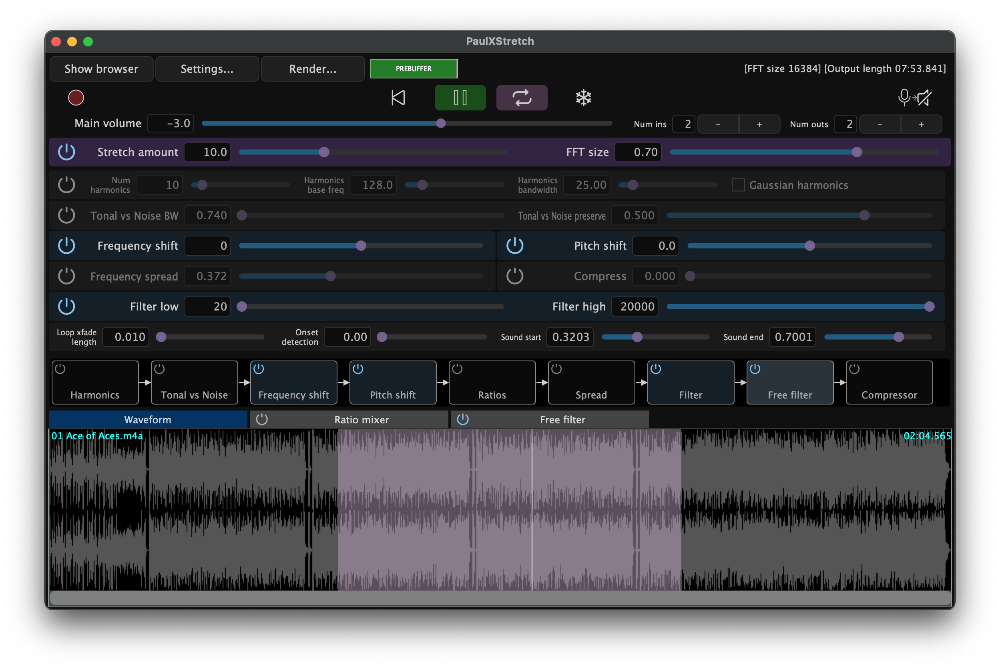 PaulXStretch
Show browser
Settings...
Render...
PREBUFFER
[FFT size 16384] [Output length 07:53.841]
Main volume
-3.0
Num ins
2
-
+
Num outs
2
-
+
Stretch amount
10.0
FFT size
0.70
Num
harmonics
10
Harmonics
base freq
128.0
Harmonics
bandwidth
25.00
Gaussian harmonics
Tonal vs Noise BW
0.740
Tonal vs Noise preserve
0.500
Frequency shift
0
Pitch shift
0.0
Frequency spread
0.372
Compress
0.000
Filter low
20
Filter high
20000
Loop xfade
length
0.010
Onset
detection
0.00
Sound start
0.3203
Sound end
0.7001
Harmonics
Tonal vs Noise
Frequency shift
Pitch shift
Ratios
Spread
Filter
Free filter
Compressor
Waveform
Ratio mixer
Free filter
01 Ace of Aces.m4a
02:04.565